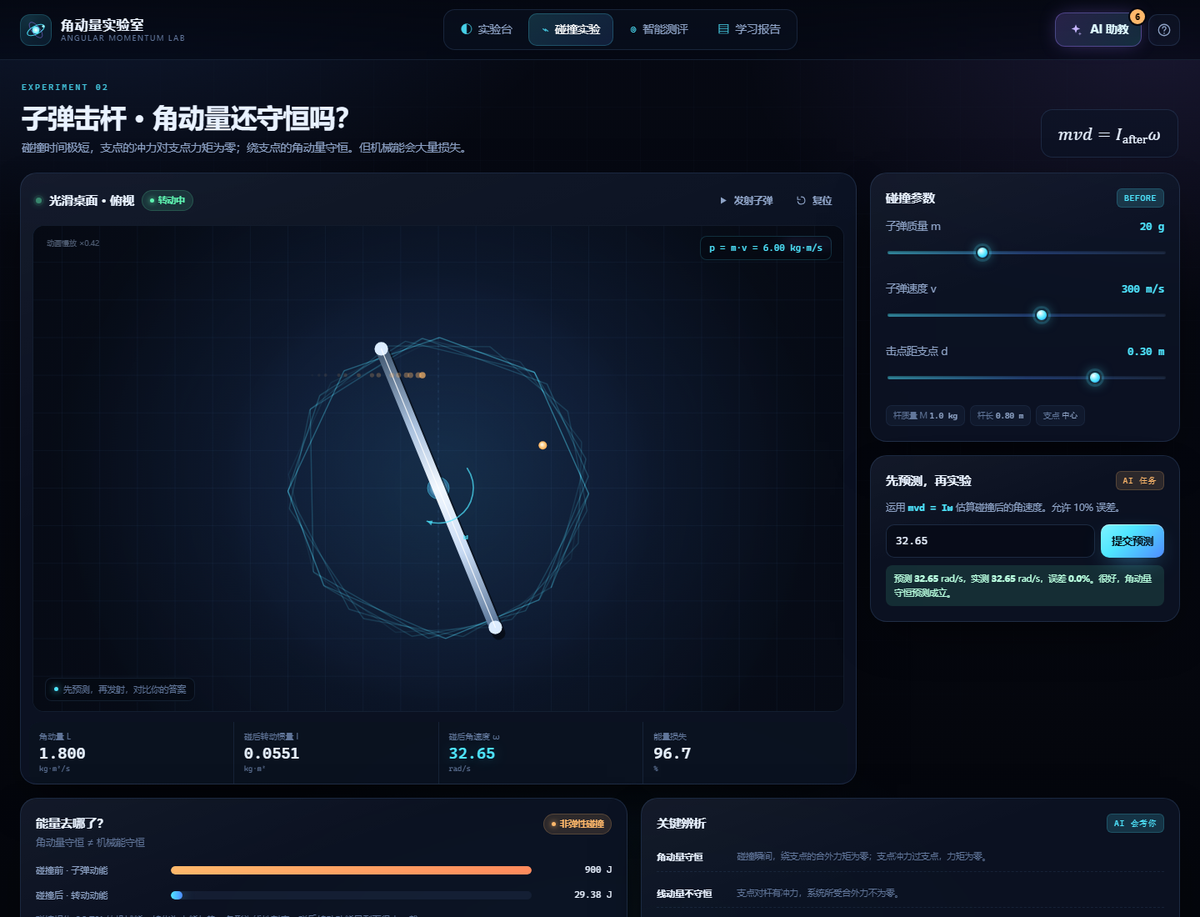 角动量实验室
ANGULAR MOMENTUM LAB
实验台
碰撞实验
智能测评
学习报告
AI 助教
6
EXPERIMENT 02
子弹击杆 · 角动量还守恒吗?
碰撞时间极短，支点的冲力对支点力矩为零；绕支点的角动量守恒。但机械能会大量损失。
mvd = I_after ω
光滑桌面 · 俯视
转动中
发射子弹
复位
动画慢放 ×0.42
p = m·v = 6.00 kg·m/s
先预测，再发射，对比你的答案
角动量 L
1.800
kg·m²/s
碰后转动惯量 I
0.0551
kg·m²
碰后角速度 ω
32.65
rad/s
能量损失
96.7
%
碰撞参数
BEFORE
子弹质量 m
20 g
子弹速度 v
300 m/s
击点距支点 d
0.30 m
杆质量 M 1.0 kg
杆长 0.80 m
支点 中心
先预测，再实验
AI 任务
运用 mvd = Iω 估算碰撞后的角速度。允许 10% 误差。
32.65
提交预测
预测 32.65 rad/s，实测 32.65 rad/s，误差 0.0%。很好，角动量
守恒预测成立。
能量去哪了?
非弹性碰撞
角动量守恒 ≠ 机械能守恒
碰撞前 · 子弹动能
900 J
碰撞后 · 转动动能
29.38 J
关键辨析
AI 会考你
角动量守恒
碰撞瞬间，绕支点的合外力矩为零；支点冲力过支点，力矩为零。
线动量不守恒
支点对杆有冲力，系统所受合外力不为零。